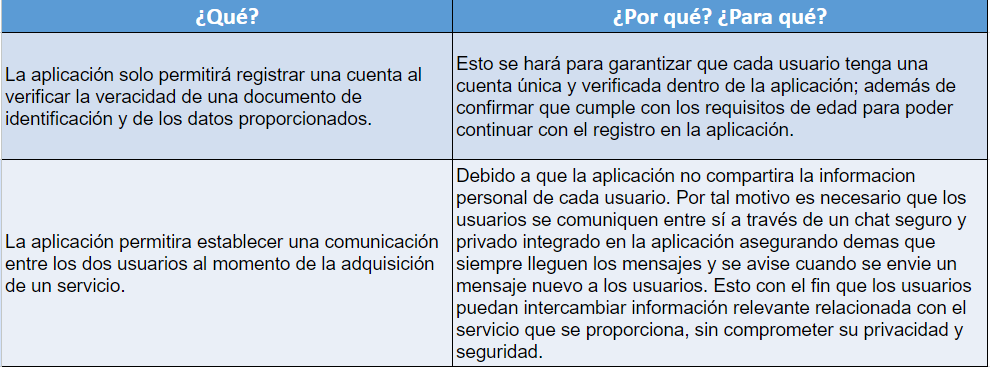 ¿Qué?
¿Por qué? ¿Para qué?
La aplicación solo permitirá registrar una cuenta al
verificar la veracidad de una documento de
identificación y de los datos proporcionados.
Esto se hará para garantizar que cada usuario tenga una
cuenta única y verificada dentro de la aplicación; además de
confirmar que cumple con los requisitos de edad para poder
continuar con el registro en la aplicación.
La aplicación permitira establecer una comunicación
entre los dos usuarios al momento de la adquisición
de un servicio.
Debido a que la aplicación no compartira la informacion
personal de cada usuario. Por tal motivo es necesario que los
usuarios se comuniquen entre sí a través de un chat seguro y
privado integrado en la aplicación asegurando demas que
siempre lleguen los mensajes y se avise cuando se envie un
mensaje nuevo a los usuarios. Esto con el fin que los usuarios
puedan intercambiar información relevante relacionada con el
servicio que se proporciona, sin comprometer su privacidad y
seguridad.